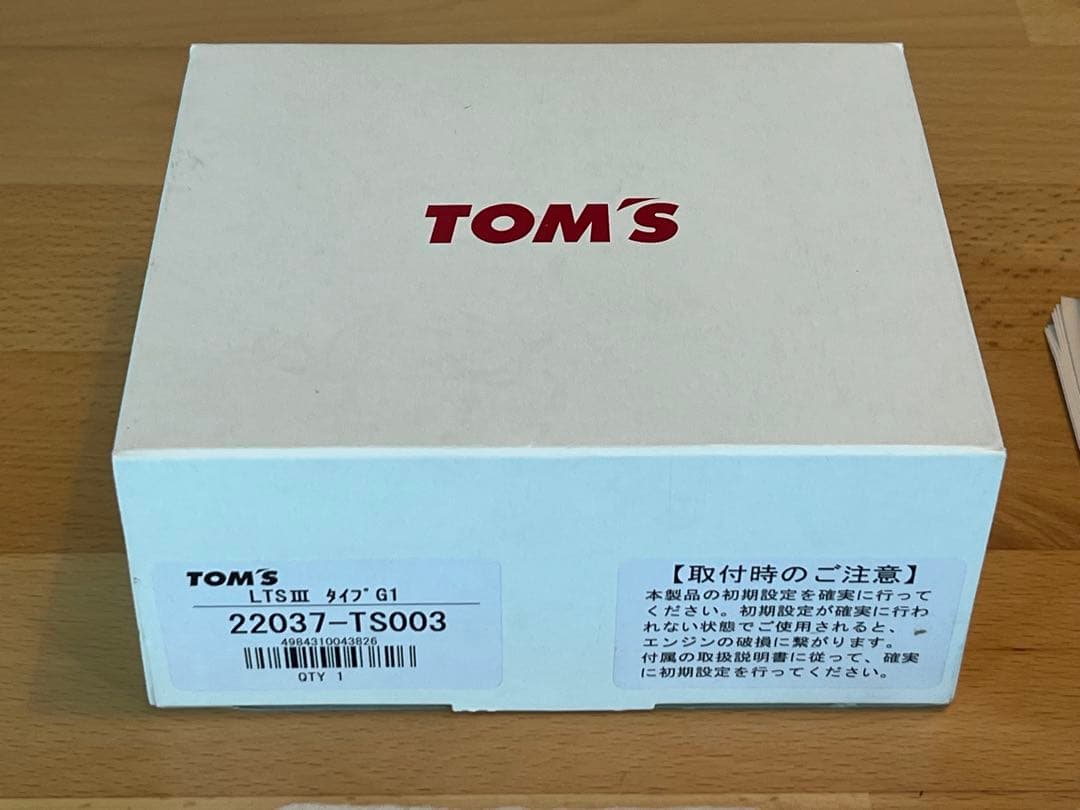 TOM'S
TOM'S
LTSⅢ ﾀｲﾌﾟG1
22037-TS003
4984310043826
QTY 1
【取付時のご注意】
本製品の初期設定を確実に行って
ください。初期設定が確実に行わ
れない状態でご使用されると、
エンジンの破損に繋がります。
付属の取扱説明書に従って、確実
に初期設定を行ってください。